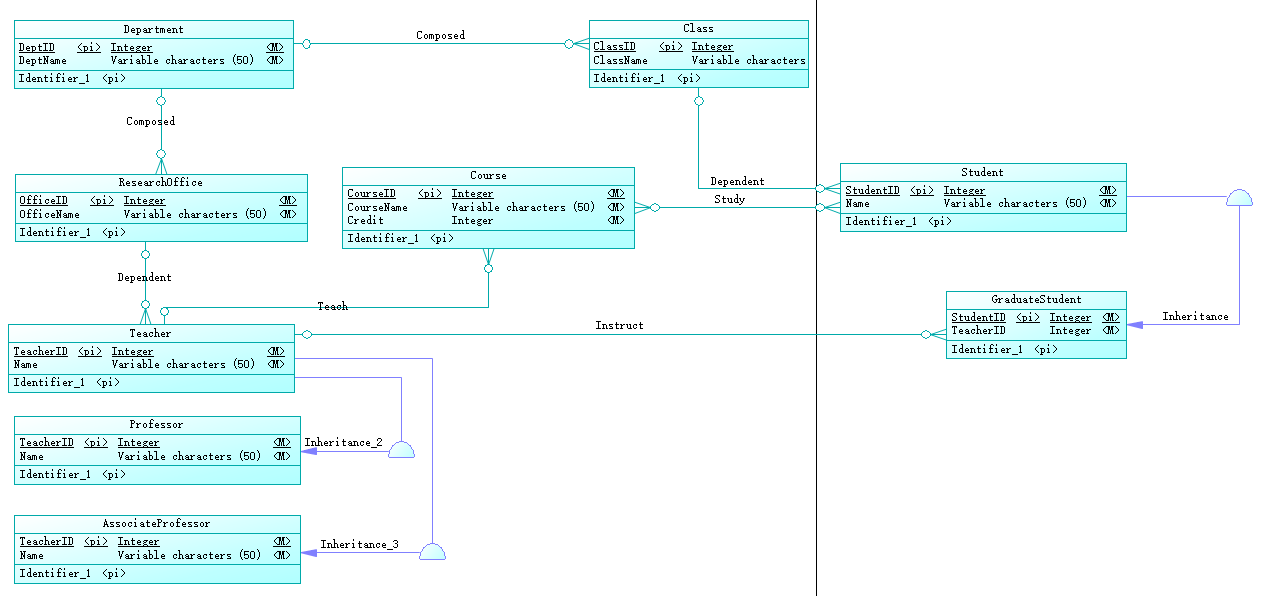 Department
DeptID <pi> Integer <M>
DeptName Variable characters (50) <M>
Identifier_1 <pi>
Composed
Class
ClassID <pi> Integer
ClassName Variable characters
Identifier_1 <pi>
Composed
ResearchOffice
OfficeID <pi> Integer <M>
OfficeName Variable characters (50) <M>
Identifier_1 <pi>
Course
CourseID <pi> Integer <M>
CourseName Variable characters (50) <M>
Credit Integer <M>
Identifier_1 <pi>
Dependent
Study
Student
StudentID <pi> Integer <M>
Name Variable characters (50) <M>
Identifier_1 <pi>
Dependent
Teach
Teacher
TeacherID <pi> Integer <M>
Name Variable characters (50) <M>
Identifier_1 <pi>
Instruct
GraduateStudent
StudentID <pi> Integer <M>
TeacherID Integer <M>
Identifier_1 <pi>
Inheritance
Professor
TeacherID <pi> Integer <M>
Name Variable characters (50) <M>
Identifier_1 <pi>
Inheritance_2
AssociateProfessor
TeacherID <pi> Integer <M>
Name Variable characters (50) <M>
Identifier_1 <pi>
Inheritance_3